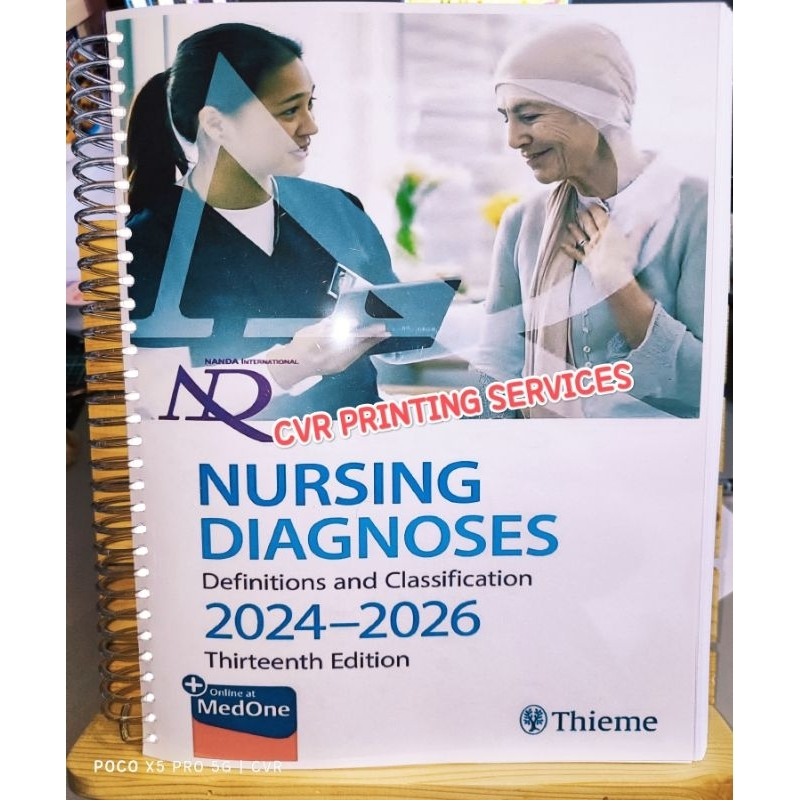 NANDA INTERNATIONAL
CVR PRINTING SERVICES
NURSING
DIAGNOSES
Definitions and Classification
2024–2026
Thirteenth Edition
+ Online at
MedOne
Thieme
POCO X5 PRO 5G | CVR